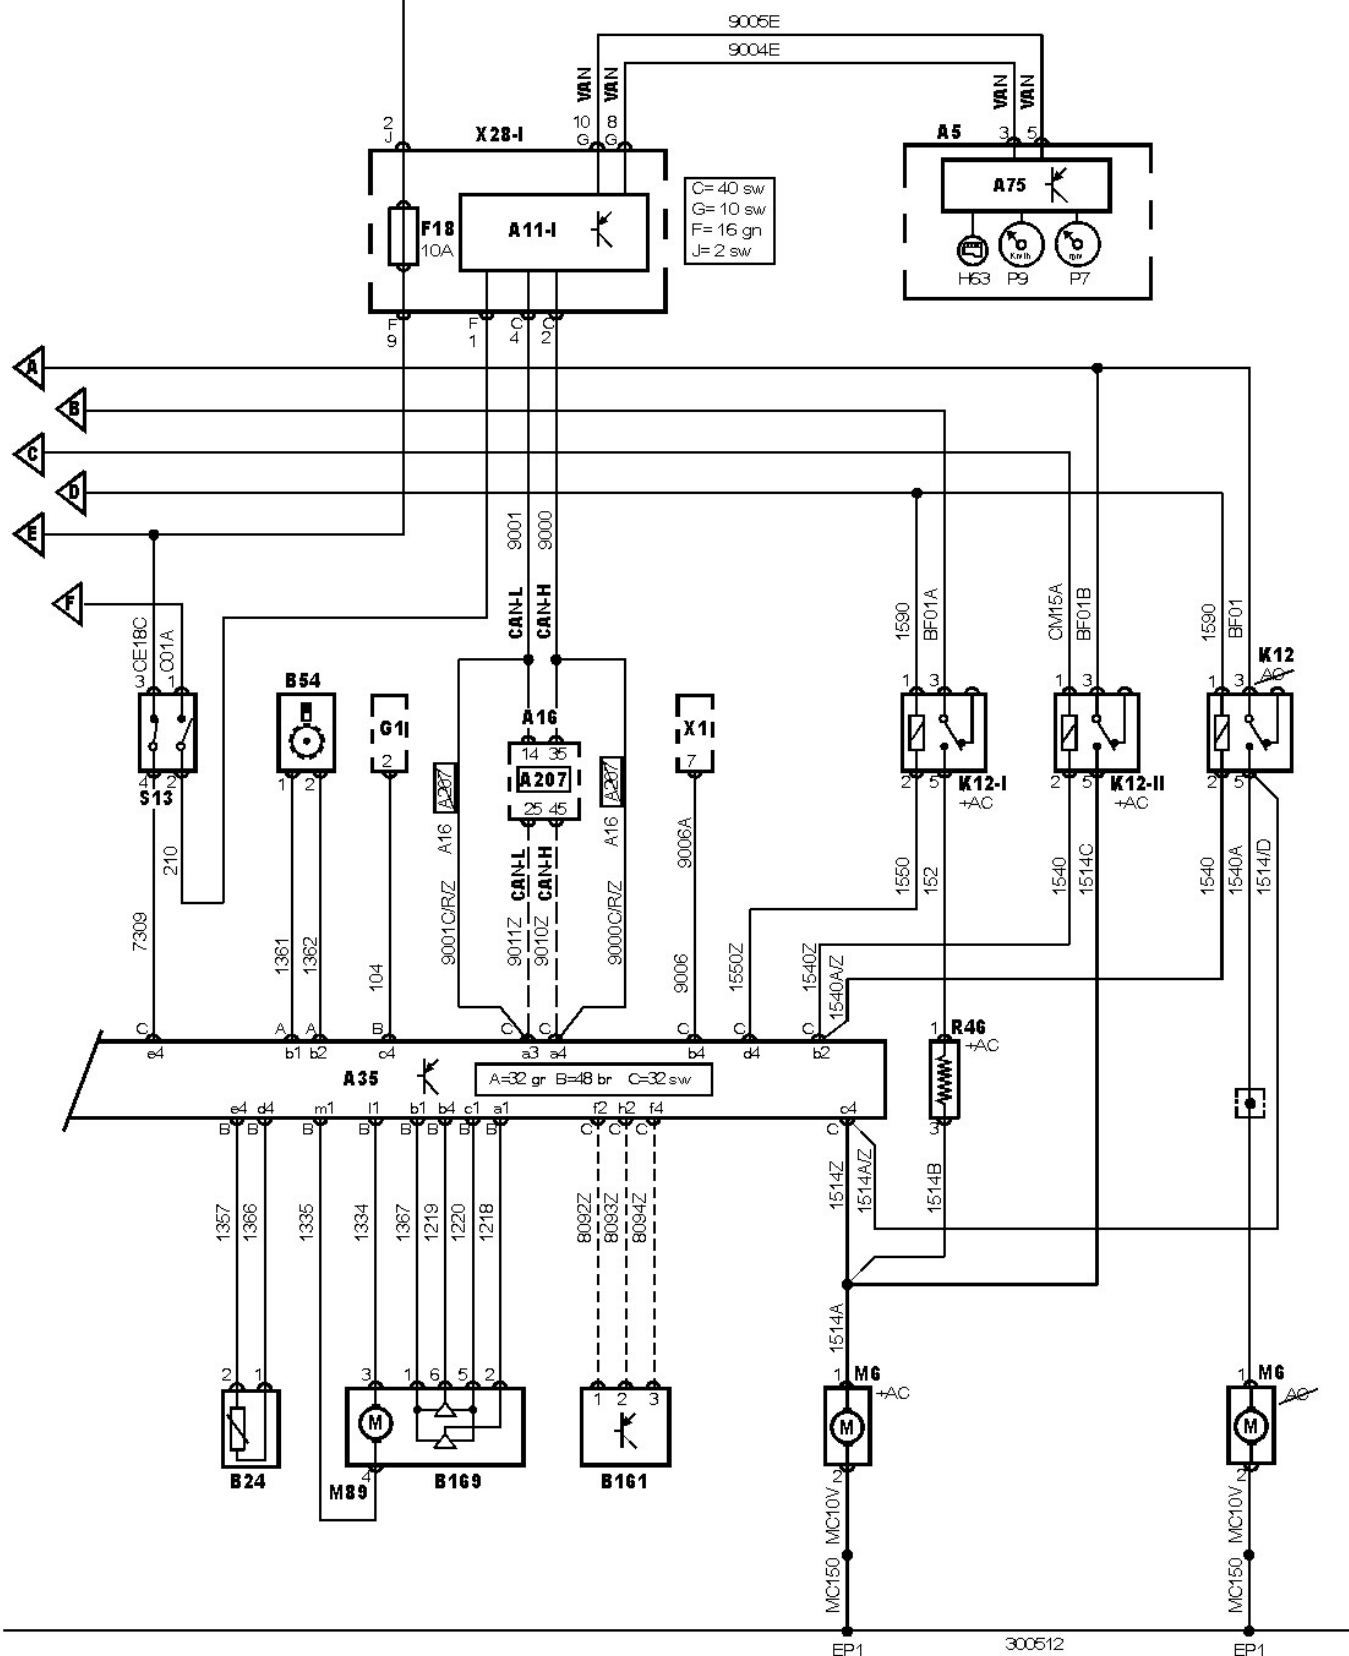 9005E
9004E
VAN
VAN
VAN
VAN
2
J
X28-I
10
G
8
G
A5
3
5
A75
C= 40 sw
G= 10 sw
F= 16 gn
J= 2 sw
F18
10A
A11-I
Km/h
rpm
H63
P9
P7
F
9
F
1
C
4
C
2
A
B
C
D
E
F
9001
9000
CAN-L
CAN-H
CE18C
C01A
1590
BF01A
CM15A
BF01B
1590
BF01
K12
AC
3
1
B54
G1
2
A16
14 35
A207
25 45
A207
A207
X1
7
1
3
1
3
1
3
4
2
S13
1
2
2
5
K12-I
+AC
2
5
K12-II
+AC
2
5
A16
A16
210
7309
1361
1362
104
9001C/R/Z
CAN-L
CAN-H
9011Z
9010Z
9000C/R/Z
9006A
9006
1550
152
1540
1514C
1540
1540A
1514/D
1550Z
1540Z
1540A/Z
C
A
A
B
C
C
C
C
C
e4
b1
b2
c4
a3
a4
b4
d4
b2
1
R46
+AC
A35
A=32 gr B=48 br C=32 sw
e4
d4
m1
l1
b1
b4
c1
a1
f2
h2
f4
c4
B
B
B
B
B
B
B
B
C
C
C
C
3
1357
1366
1335
1334
1367
1219
1220
1218
8092Z
8093Z
8094Z
1514Z
1514A/Z
1514B
1514A
2
1
3
1
6
5
2
1
2
3
1
M6
+AC
1
M6
AC
M
M
M
B24
M89
4
B169
B161
2
2
MC10V
MC10V
MC150
MC150
EP1
300512
EP1